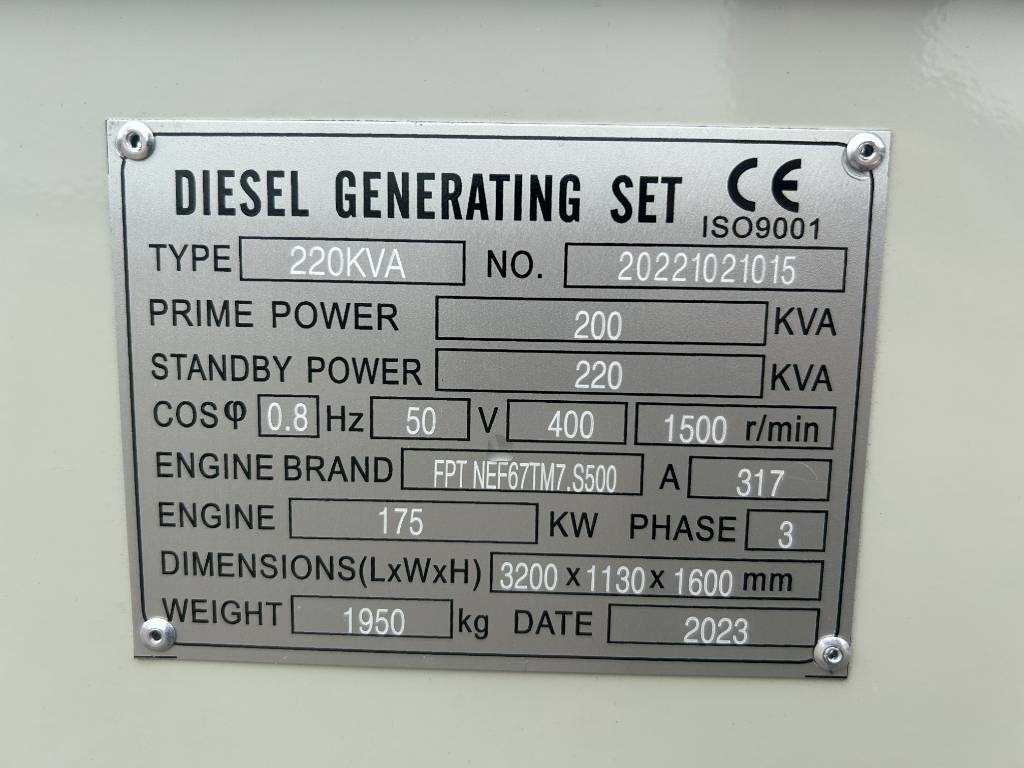 DIESEL GENERATING SET CE
ISO9001
TYPE 220KVA NO. 20221021015
PRIME POWER 200 KVA
STANDBY POWER 220 KVA
COSφ 0.8 Hz 50 V 400 1500 r/min
ENGINE BRAND FPT NEF67TM7.S500 A 317
ENGINE 175 KW PHASE 3
DIMENSIONS(LxWxH) 3200 x 1130 x 1600 mm
WEIGHT 1950 kg DATE 2023